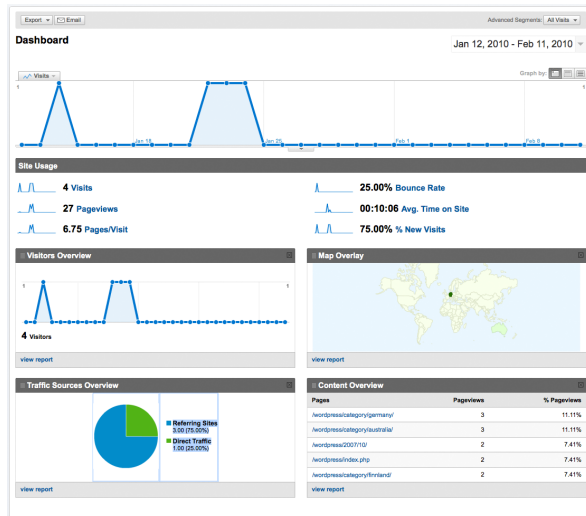 Export Email Advanced Segments: All Visits
Dashboard
Jan 12, 2010 - Feb 11, 2010
Visits Graph by:
1 1
Jan 18 Jan 25 Feb 1 Feb 8
Site Usage
4 Visits 25.00% Bounce Rate
27 Pageviews 00:10:06 Avg. Time on Site
6.75 Pages/Visit 75.00% % New Visits
Visitors Overview Map Overlay
1 1
4 Visitors
view report view report
Traffic Sources Overview Content Overview
Referring Sites
3.00 (75.00%)
Direct Traffic
1.00 (25.00%)
Pages Pageviews % Pageviews
/wordpress/category/germany/ 3 11.11%
/wordpress/category/australia/ 3 11.11%
/wordpress/2007/10/ 2 7.41%
/wordpress/index.php 2 7.41%
/wordpress/category/finnland/ 2 7.41%
view report view report